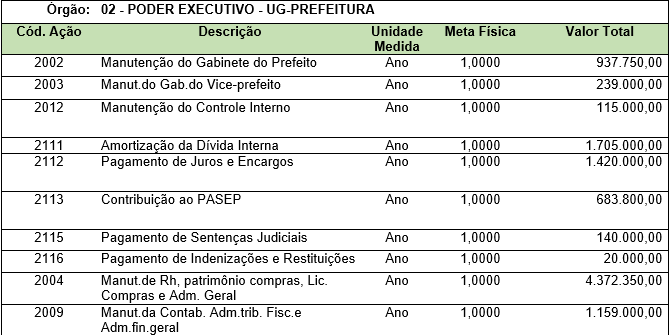 Órgão: 02 - PODER EXECUTIVO - UG-PREFEITURA
Cód. Ação Descrição Unidade Medida Meta Física Valor Total
2002 Manutenção do Gabinete do Prefeito Ano 1,0000 937.750,00
2003 Manut.do Gab.do Vice-prefeito Ano 1,0000 239.000,00
2012 Manutenção do Controle Interno Ano 1,0000 115.000,00
2111 Amortização da Dívida Interna Ano 1,0000 1.705.000,00
2112 Pagamento de Juros e Encargos Ano 1,0000 1.420.000,00
2113 Contribuição ao PASEP Ano 1,0000 683.800,00
2115 Pagamento de Sentenças Judiciais Ano 1,0000 140.000,00
2116 Pagamento de Indenizações e Restituições Ano 1,0000 20.000,00
2004 Manut.de Rh, patrimônio compras, Lic. Ano 1,0000 4.372.350,00
Compras e Adm. Geral
2009 Manut.da Contab. Adm.trib. Fisc.e Ano 1,0000 1.159.000,00
Adm.fin.geral